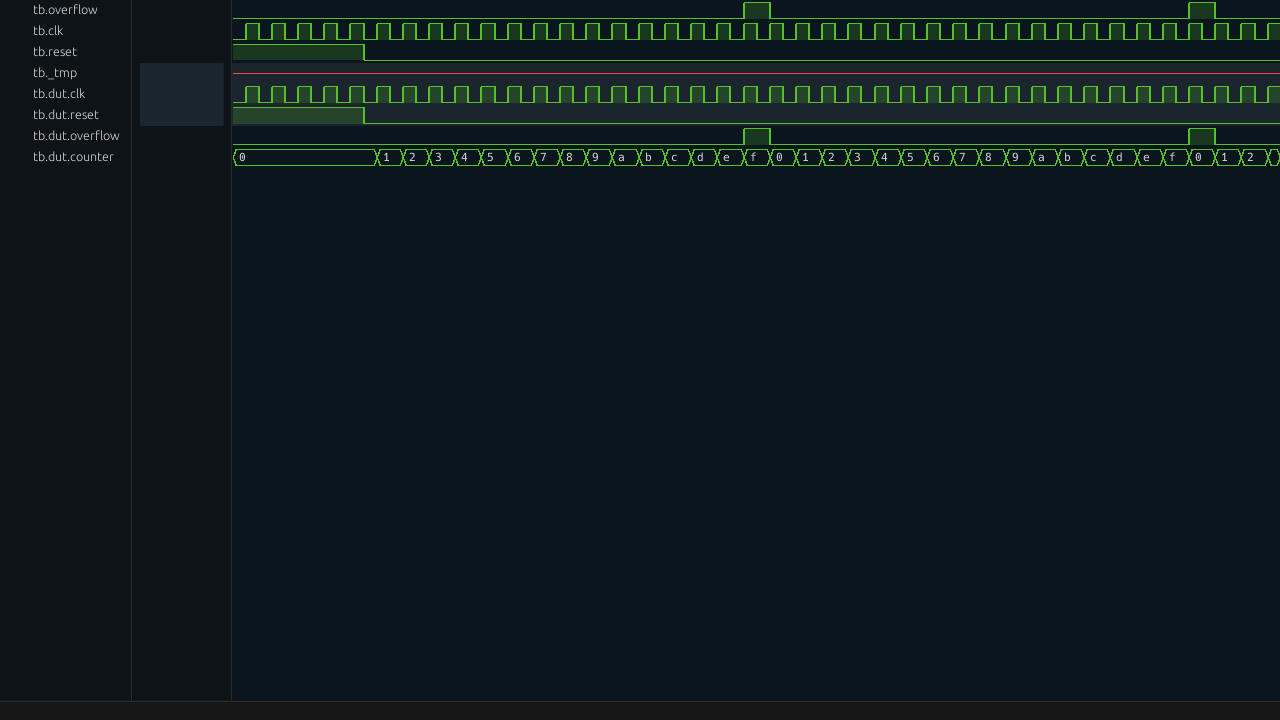 tb.overflow
tb.clk
tb.reset
tb._tmp
tb.dut.clk
tb.dut.reset
tb.dut.overflow
tb.dut.counter 0 1 2 3 4 5 6 7 8 9 a b c d e f 0 1 2 3 4 5 6 7 8 9 a b c d e f 0 1 2